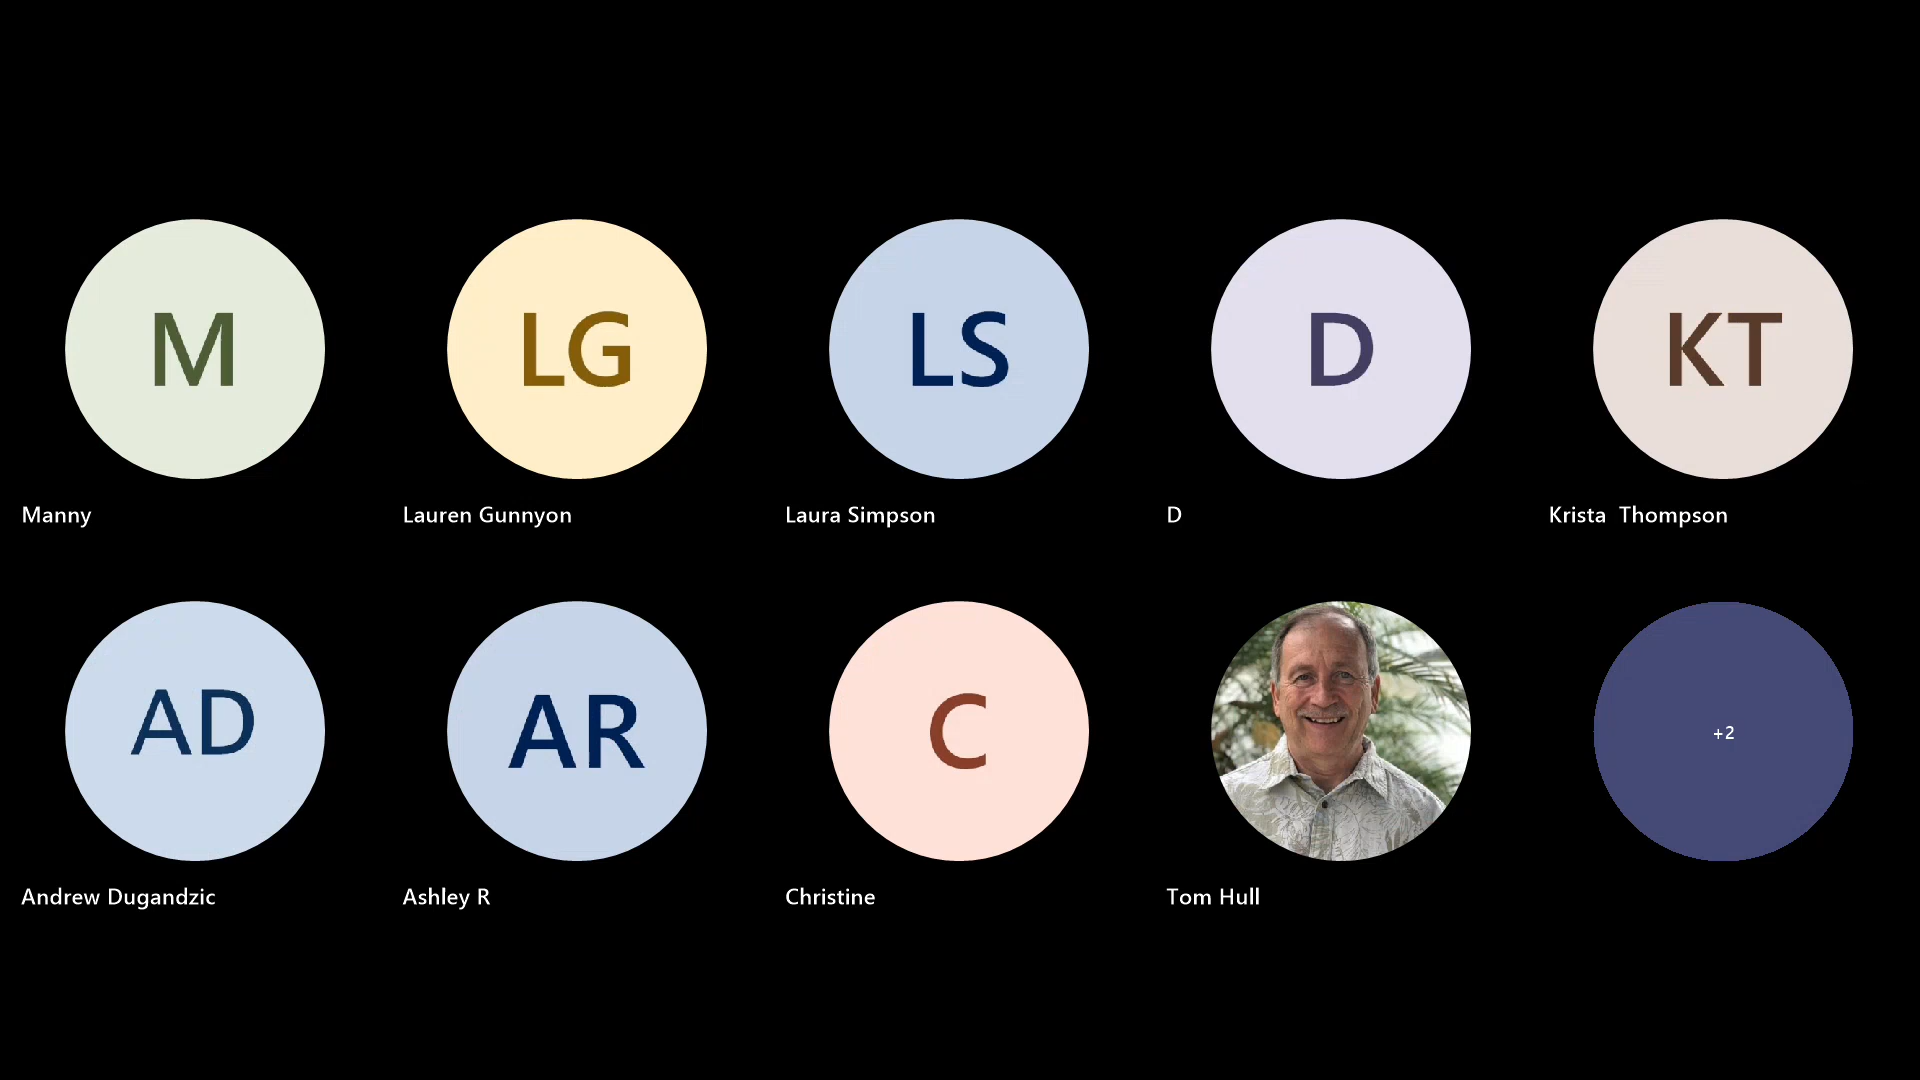 M
LG
LS
D
KT
Manny
Lauren Gunnyon
Laura Simpson
D
Krista  Thompson
AD
AR
C
+2
Andrew Dugandzic
Ashley R
Christine
Tom Hull